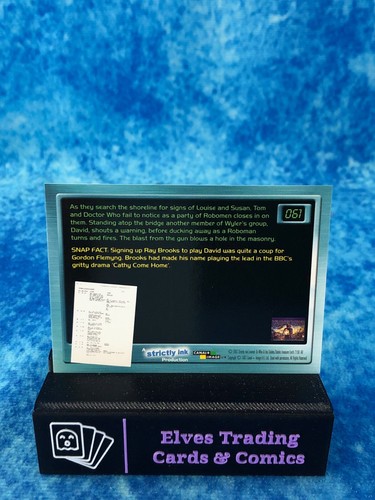 As they search the shoreline for signs of Louise and Susan, Tom
and Doctor Who fail to notice as a party of Robomen closes in on
them. Standing atop the bridge another member of Wyler's group,
David, shouts a warning, before ducking away as a Roboman
turns and fires. The blast from the gun blows a hole in the masonry.
061
SNAP FACT: Signing up Ray Brooks to play David was quite a coup for
Gordon Flemyng. Brooks had made his name playing the lead in the BBC's
gritty drama 'Cathy Come Home'.
strictly ink
Production
CANAL+
IMAGE
Elves Trading
Cards & Comics